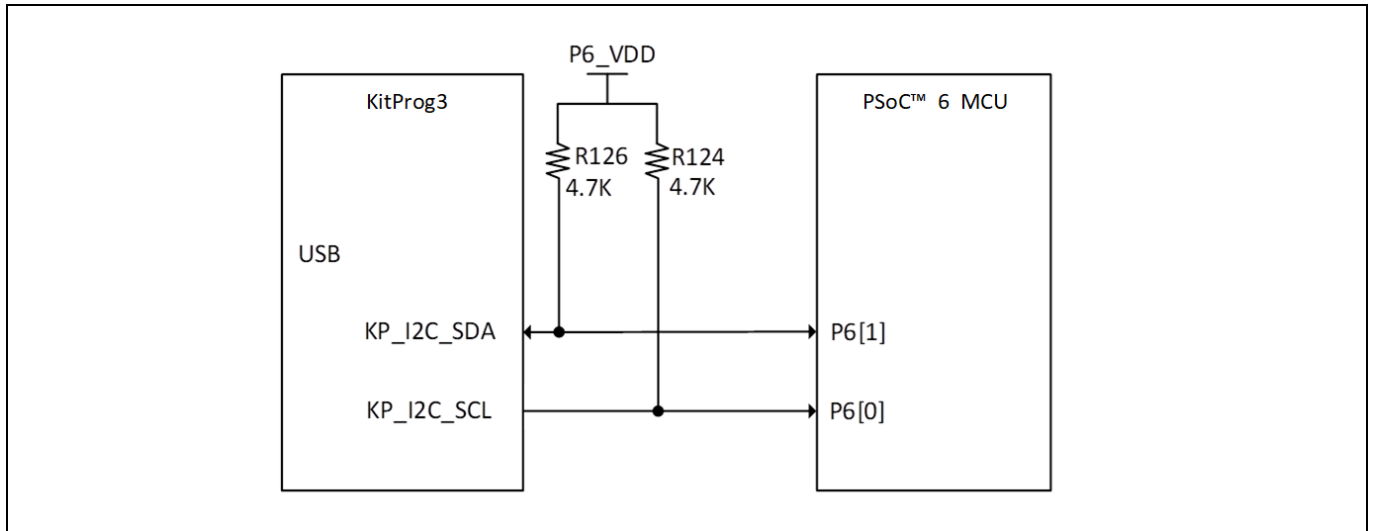 P6_VDD
KitProg3
PSoC™ 6 MCU
R126
4.7K
R124
4.7K
USB
KP_I2C_SDA
P6[1]
KP_I2C_SCL
P6[0]